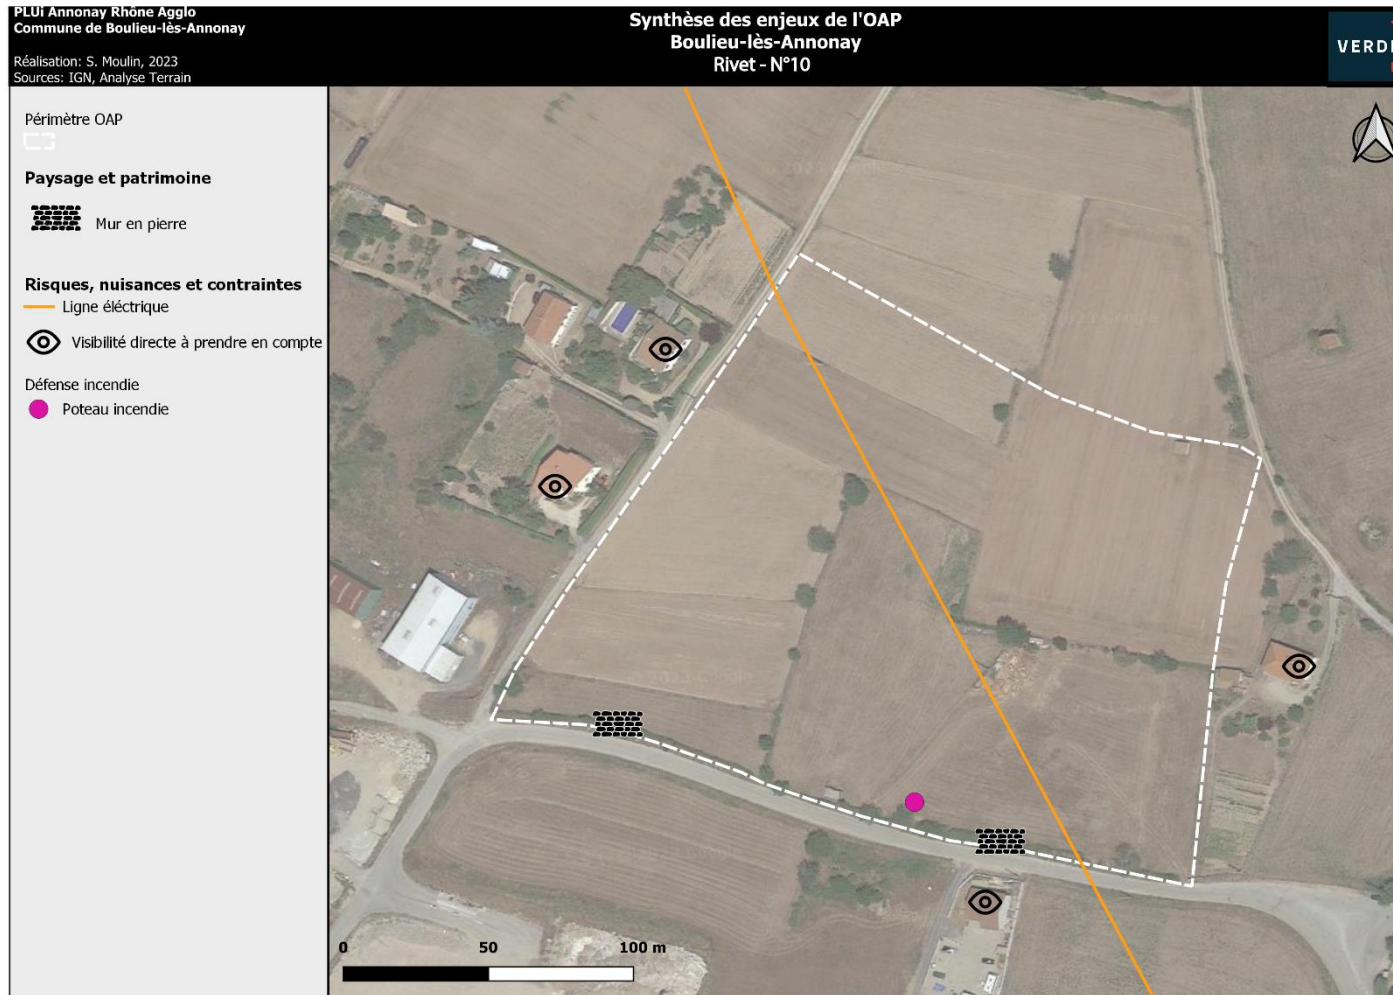 PLUi Annonay Rhône Agglo
Commune de Boulieu-lès-Annonay
Réalisation: S. Moulin, 2023
Sources: IGN, Analyse Terrain
Synthèse des enjeux de l'OAP
Boulieu-lès-Annonay
Rivet - N°10
VERD
Périmètre OAP
Paysage et patrimoine
Mur en pierre
Risques, nuisances et contraintes
Ligne éléctrique
Visibilité directe à prendre en compte
Défense incendie
Poteau incendie
0 50 100 m